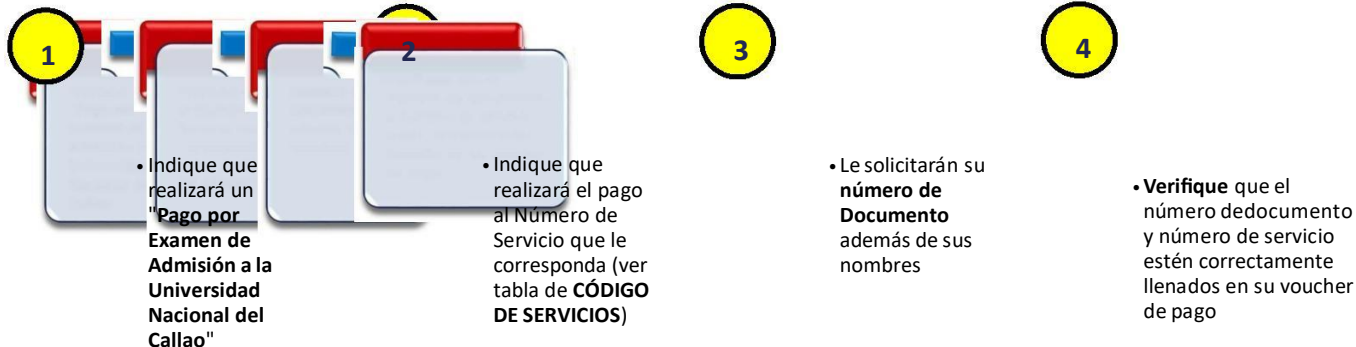 1
• Indique que
realizará un
"Pago por
Examen de
Admisión a la
Universidad
Nacional del
Callao"
2
• Indique que
realizará el pago
al Número de
Servicio que le
corresponda (ver
tabla de CÓDIGO
DE SERVICIOS)
3
• Le solicitarán su
número de
Documento
además de sus
nombres
4
• Verifique que el
número dedocumento
y número de servicio
estén correctamente
llenados en su voucher
de pago